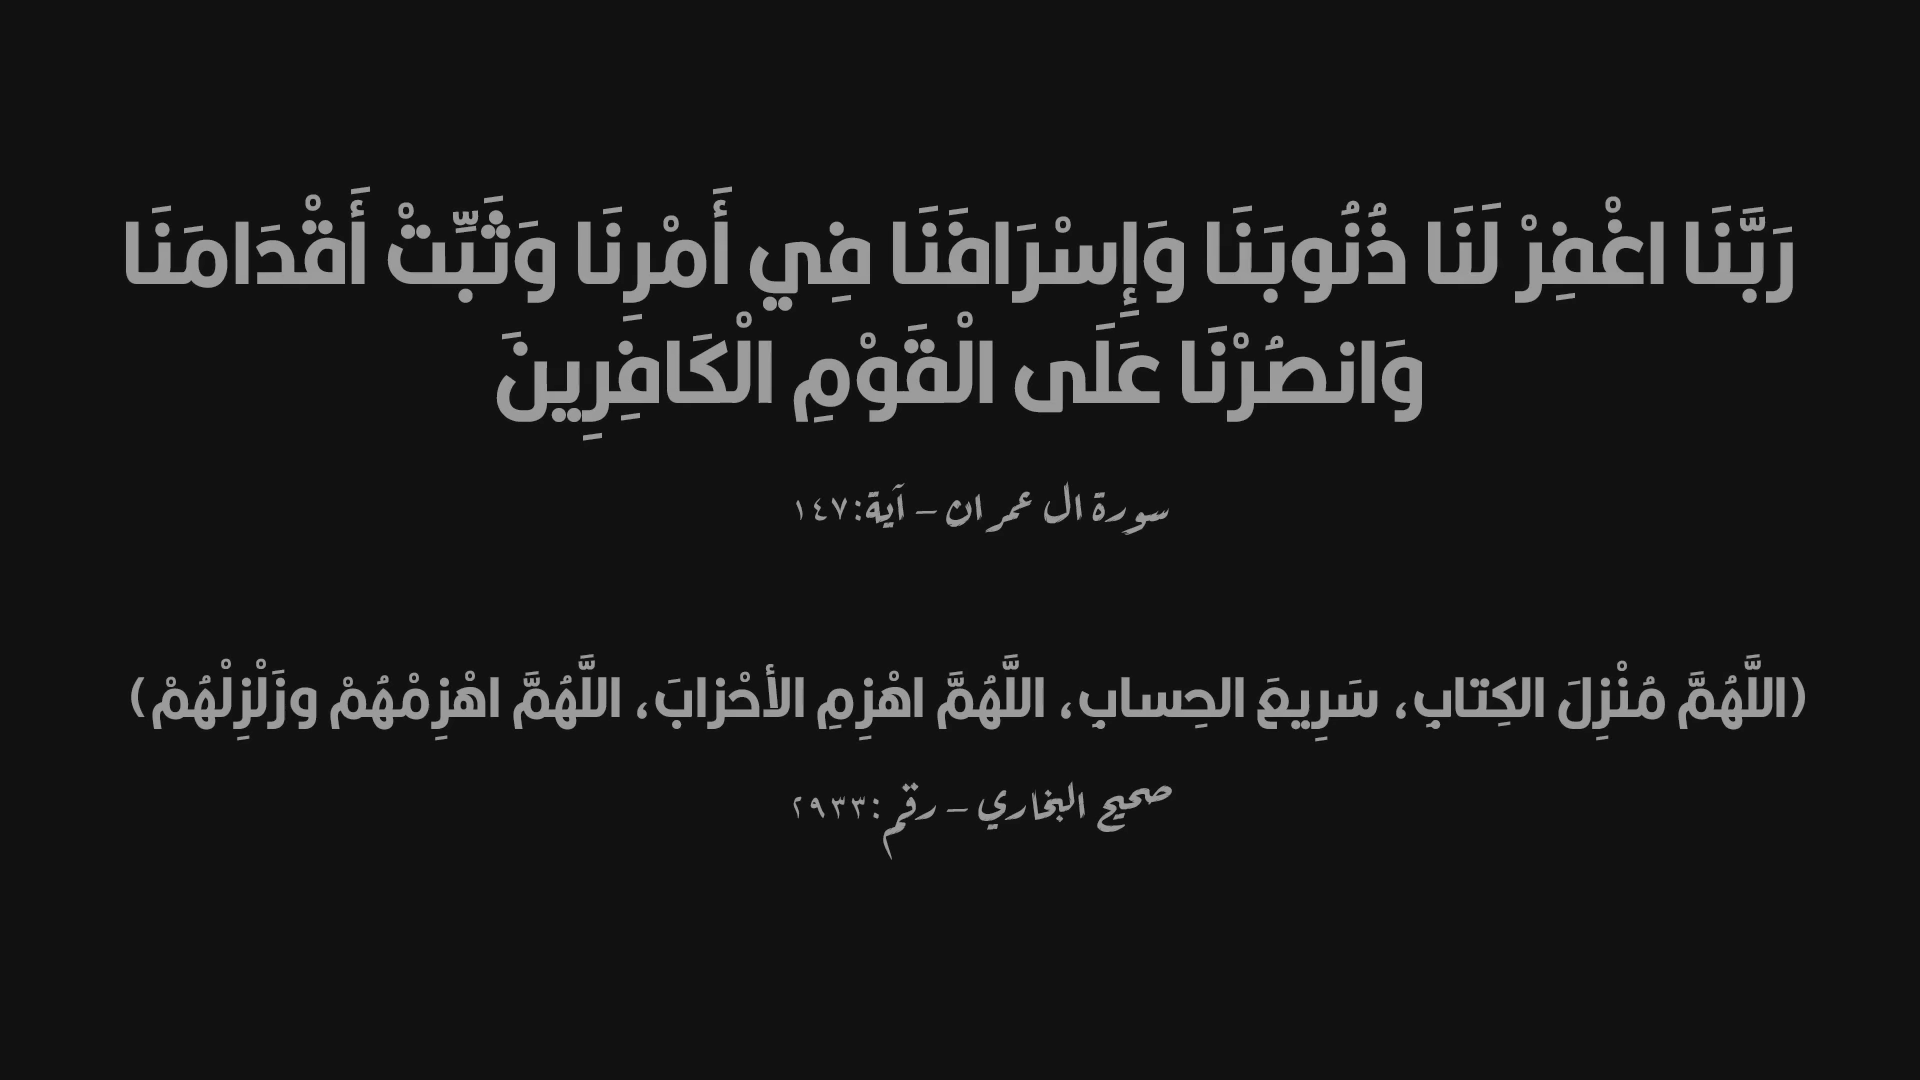 رَبَّنَا اغْفِرْ لَنَا ذُنُوبَنَا وَإِسْرَافَنَا فِي أَمْرِنَا وَثَبِّتْ أَقْدَامَنَا
وَانصُرْنَا عَلَى الْقَوْمِ الْكَافِرِينَ
سورة ال عمران – آية:١٤٧
(اللَّهُمَّ مُنْزِلَ الكِتابِ، سَرِيعَ الحِسابِ، اللَّهُمَّ اهْزِمِ الأحْزابَ، اللَّهُمَّ اهْزِمْهُمْ وزَلْزِلْهُمْ)
صحيح البخاري – رقم:٢٩٣٣